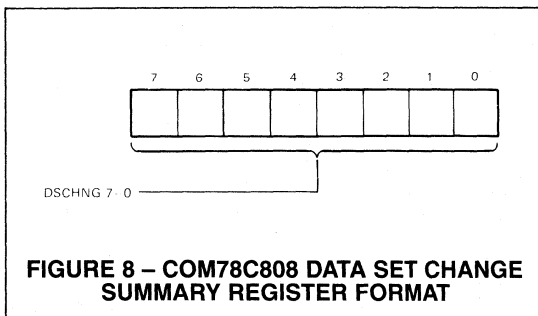 7 6 5 4 3 2 1 0
DSCHNG 7- 0
FIGURE 8 – COM78C808 DATA SET CHANGE
SUMMARY REGISTER FORMAT